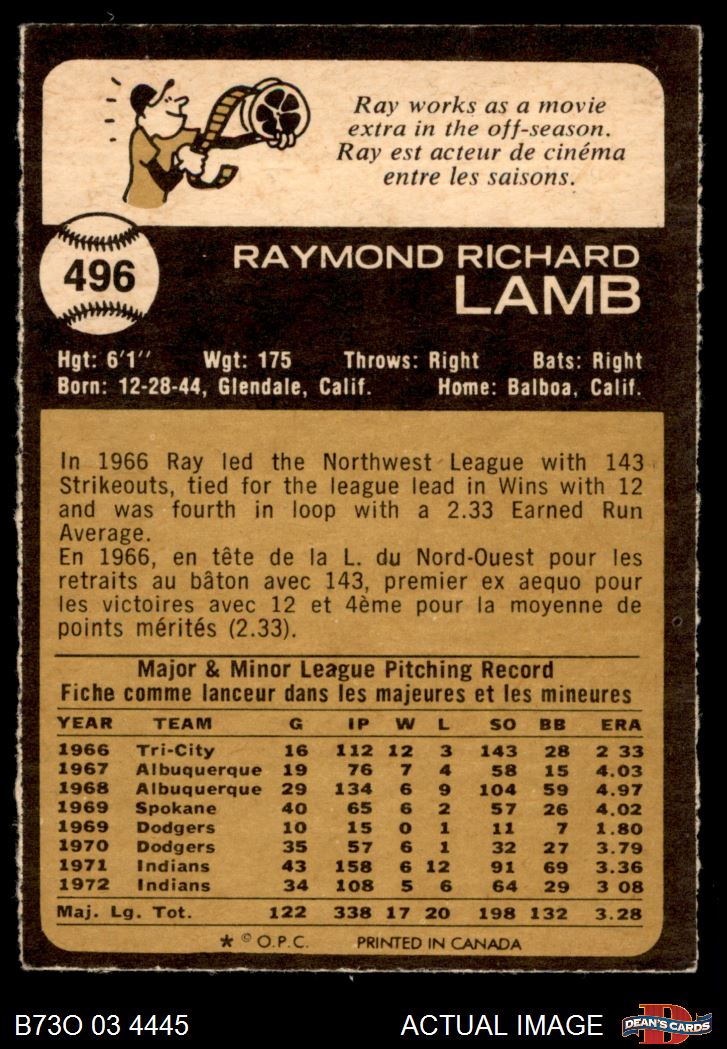 Ray works as a movie
extra in the off-season.
Ray est acteur de cinéma
entre les saisons.
496
RAYMOND RICHARD
LAMB
Hgt: 6'1" Wgt: 175 Throws: Right Bats: Right
Born: 12-28-44, Glendale, Calif. Home: Balboa, Calif.
In 1966 Ray led the Northwest League with 143
Strikeouts, tied for the league lead in Wins with 12
and was fourth in loop with a 2.33 Earned Run
Average.
En 1966, en tête de la L. du Nord-Ouest pour les
retraits au bâton avec 143, premier ex aequo pour
les victoires avec 12 et 4ème pour la moyenne de
points mérités (2.33).
Major & Minor League Pitching Record
Fiche comme lanceur dans les majeures et les mineures
YEAR TEAM G IP W L SO BB ERA
1966 Tri-City 16 112 12 3 143 28 2 33
1967 Albuquerque 19 76 7 4 58 15 4.03
1968 Albuquerque 29 134 6 9 104 59 4.97
1969 Spokane 40 65 6 2 57 26 4.02
1969 Dodgers 10 15 0 1 11 7 1.80
1970 Dodgers 35 57 6 1 32 27 3.79
1971 Indians 43 158 6 12 91 69 3.36
1972 Indians 34 108 5 6 64 29 3 08
Maj. Lg. Tot. 122 338 17 20 198 132 3.28
* © O.P.C. PRINTED IN CANADA
B73O 03 4445 ACTUAL IMAGE
D
DEAN'S CARDS